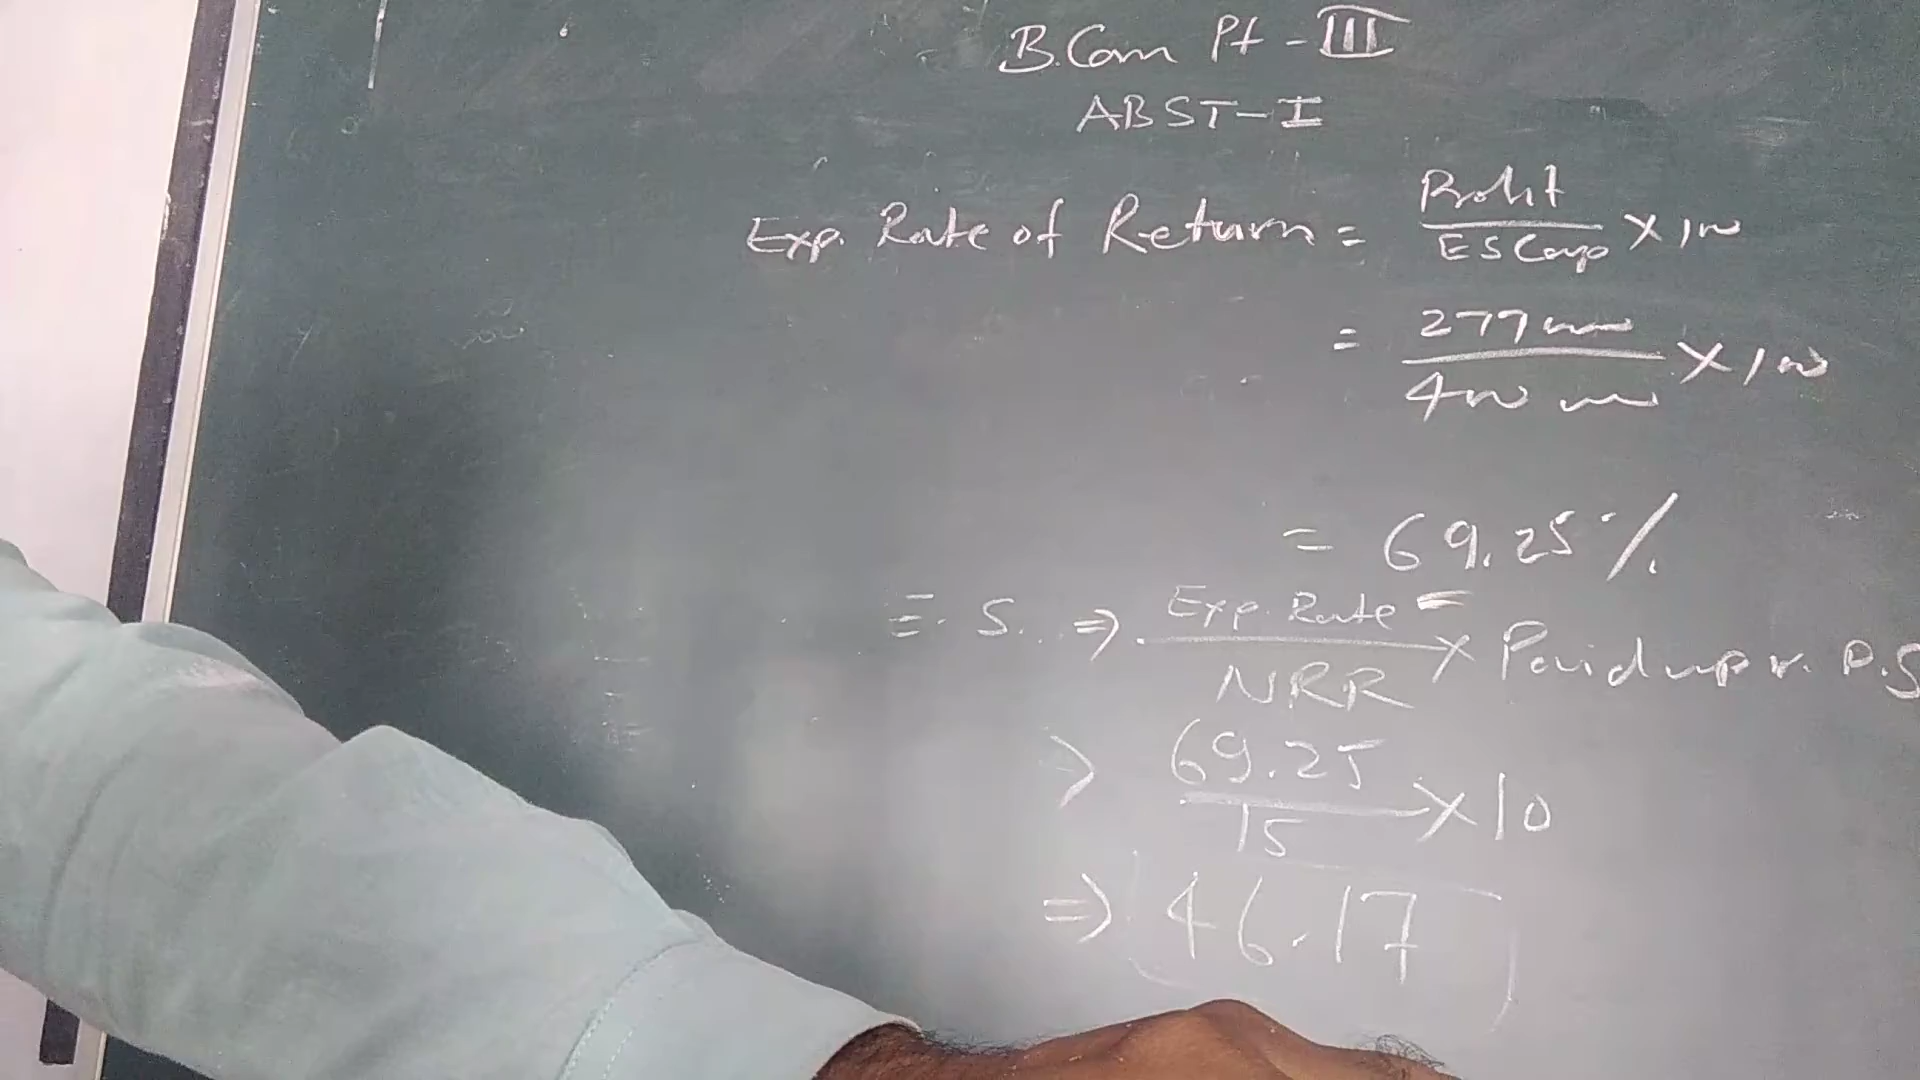 B.Com Pt-III
ABST-I
Exp. Rate of Return = Profit / ES Cap × 100
= 277000 / 400000 × 100
= 69.25%
E.S. ⇒ Exp. Rate / NRR × Paid up v. P.S
⇒ 69.25 / 15 × 10
⇒ 46.17